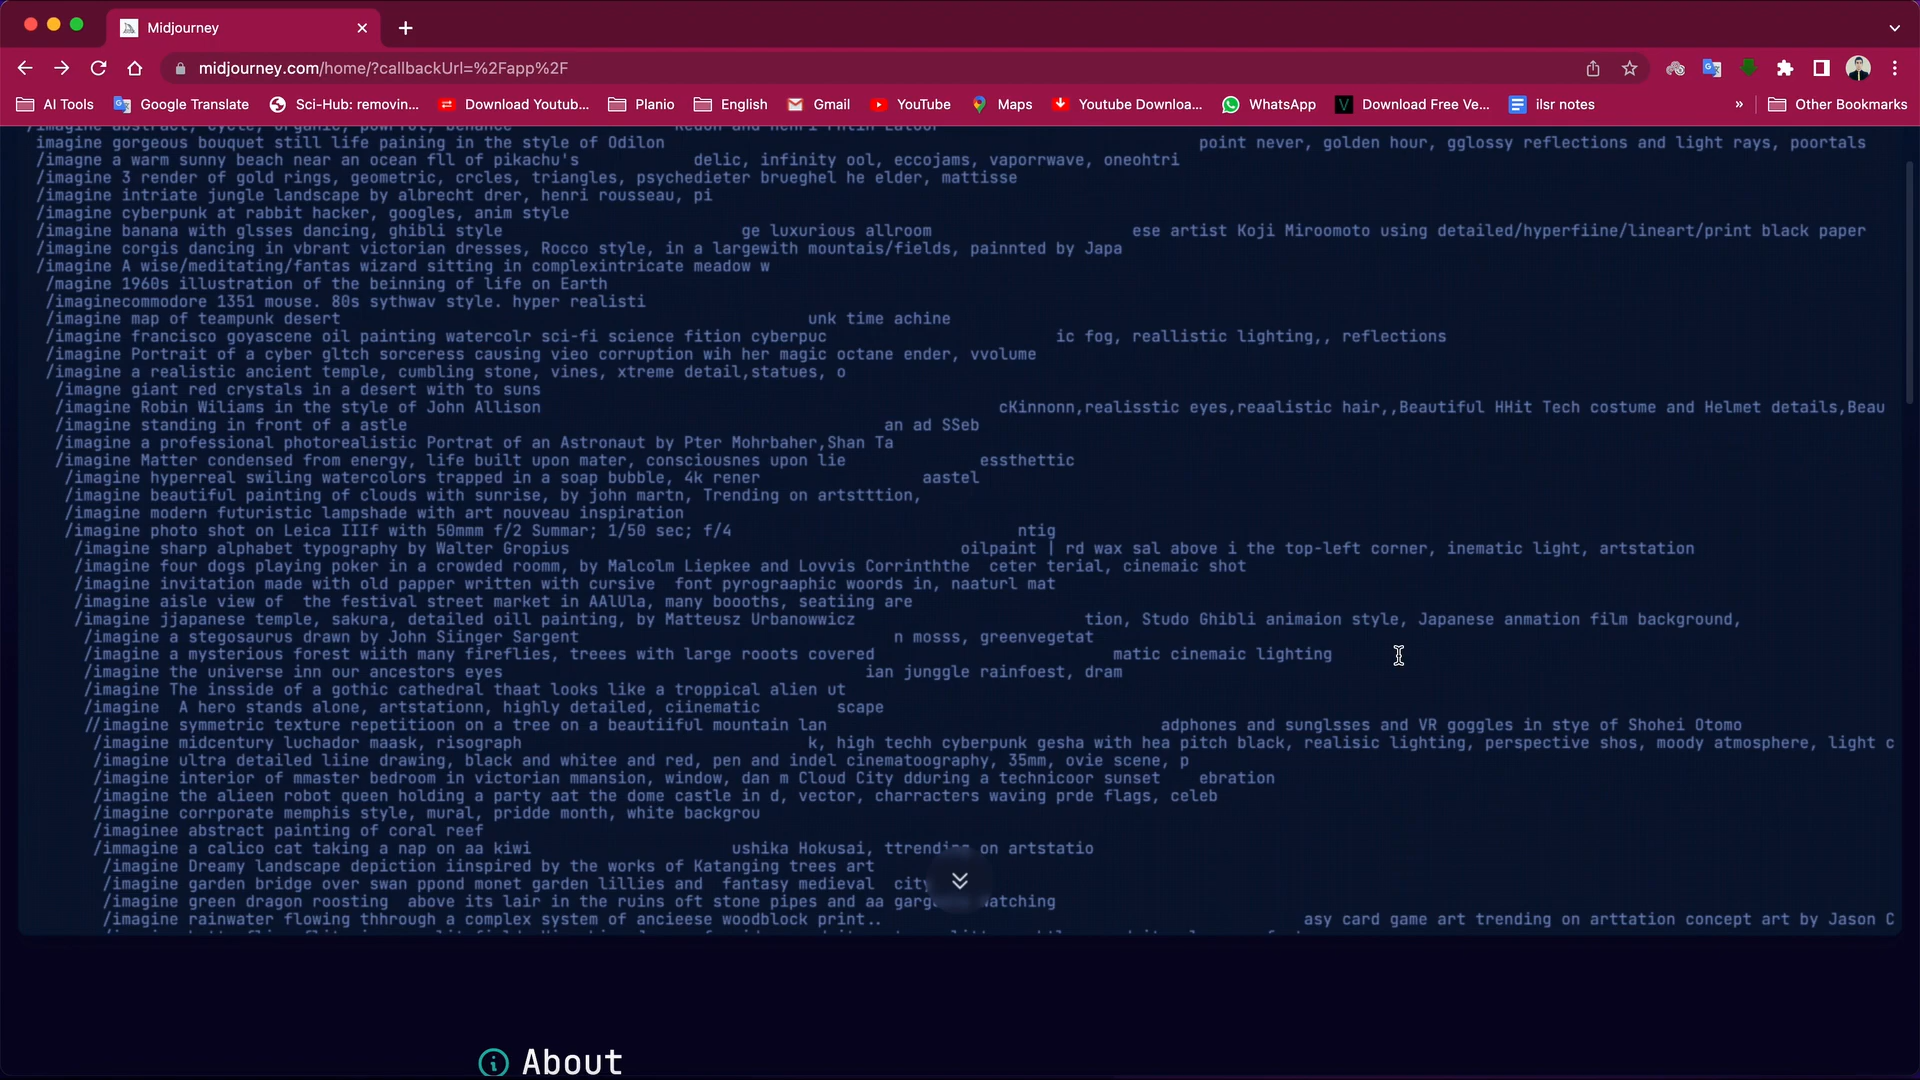 Midjourney
midjourney.com/home/?callbackUrl=%2Fapp%2F
AI Tools Google Translate Sci-Hub: removin... Download Youtub... Planio English Gmail YouTube Maps Youtube Downloa... WhatsApp Download Free Ve... ilsr notes » Other Bookmarks
imagine gorgeous bouquet still life paining in the style of Odilon point never, golden hour, gglossy reflections and light rays, poortals
/imagne a warm sunny beach near an ocean fll of pikachu's delic, infinity ool, eccojams, vaporrwave, oneohtri
/imagine 3 render of gold rings, geometric, crcles, triangles, psychedieter brueghel he elder, mattisse
/imagine intriate jungle landscape by albrecht drer, henri rousseau, pi
/imagine cyberpunk at rabbit hacker, googles, anim style
/imagine banana with glsses dancing, ghibli style ge luxurious allroom ese artist Koji Miroomoto using detailed/hyperfiine/lineart/print black paper
/imagine corgis dancing in vbrant victorian dresses, Rocco style, in a largewith mountais/fields, painnted by Japa
/imagine A wise/meditating/fantas wizard sitting in complexintricate meadow w
/magine 1960s illustration of the beinning of life on Earth
/imaginecommodore 1351 mouse. 80s sythwav style. hyper realisti
/imagine map of teampunk desert unk time achine
/imagine francisco goyascene oil painting watercolr sci-fi science fition cyberpuc ic fog, reallistic lighting,, reflections
/imagine Portrait of a cyber gltch sorceress causing vieo corruption wih her magic octane ender, vvolume
/imagine a realistic ancient temple, cumbling stone, vines, xtreme detail,statues, o
/imagne giant red crystals in a desert with to suns
/imagine Robin Wiliams in the style of John Allison cKinnonn,realisstic eyes,reaalistic hair,,Beautiful HHit Tech costume and Helmet details,Beau
/imagine standing in front of a astle an ad SSeb
/imagine a professional photorealistic Portrat of an Astronaut by Pter Mohrbaher,Shan Ta
/imagine Matter condensed from energy, life built upon mater, consciousnes upon lie essthettic
/imagine hyperreal swiling watercolors trapped in a soap bubble, 4k rener aastel
/imagine beautiful painting of clouds with sunrise, by john martn, Trending on artstttion,
/imagine modern futuristic lampshade with art nouveau inspiration
/imagine photo shot on Leica IIIf with 50mmm f/2 Summar; 1/50 sec; f/4 ntig
/imagine sharp alphabet typography by Walter Gropius oilpaint | rd wax sal above i the top-left corner, inematic light, artstation
/imagine four dogs playing poker in a crowded roomm, by Malcolm Liepkee and Lovvis Corrinththe ceter terial, cinemaic shot
/imagine invitation made with old papper written with cursive font pyrograaphic woords in, naaturl mat
/imagine aisle view of the festival street market in AAlUla, many boooths, seatiing are
/imagine jjapanese temple, sakura, detailed oill painting, by Matteusz Urbanowwicz tion, Studo Ghibli animaion style, Japanese anmation film background,
/imagine a stegosaurus drawn by John Siinger Sargent n mosss, greenvegetat
/imagine a mysterious forest wiith many fireflies, treees with large rooots covered matic cinemaic lighting
/imagine the universe inn our ancestors eyes ian junggle rainfoest, dram
/imagine The insside of a gothic cathedral thaat looks like a troppical alien ut
/imagine A hero stands alone, artstationn, highly detailed, ciinematic scape
//imagine symmetric texture repetitioon on a tree on a beautiiful mountain lan adphones and sunglsses and VR goggles in stye of Shohei Otomo
/imagine midcentury luchador maask, risograph k, high techh cyberpunk gesha with hea pitch black, realisic lighting, perspective shos, moody atmosphere, light c
/imagine ultra detailed liine drawing, black and whitee and red, pen and indel cinematoography, 35mm, ovie scene, p
/imagine interior of mmaster bedroom in victorian mmansion, window, dan m Cloud City dduring a technicoor sunset ebration
/imagine the alieen robot queen holding a party aat the dome castle in d, vector, charracters waving prde flags, celeb
/imagine corrporate memphis style, mural, pridde month, white backgrou
/imaginee abstract painting of coral reef
/immagine a calico cat taking a nap on aa kiwi ushika Hokusai, ttrending on artstatio
/imagine Dreamy landscape depiction iinspired by the works of Katanging trees art
/imagine garden bridge over swan ppond monet garden lillies and fantasy medieval city
/imagine green dragon roosting above its lair in the ruins oft stone pipes and aa watching
/imagine rainwater flowing thhrough a complex system of ancieese woodblock print.. asy card game art trending on arttation concept art by Jason C
About